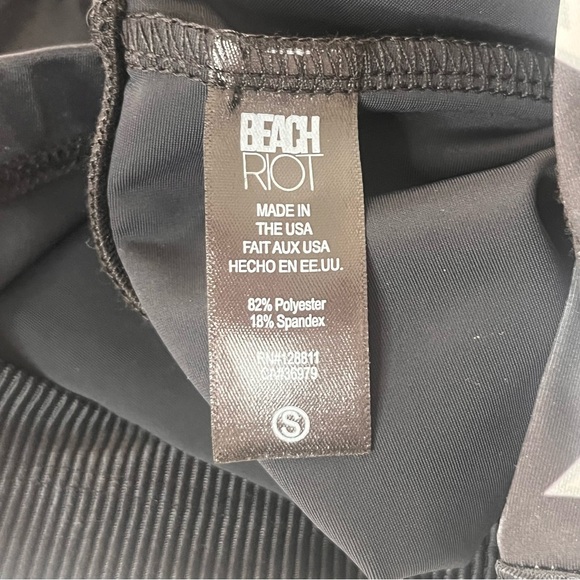 BEACH
RIOT
MADE IN
THE USA
FAIT AUX USA
HECHO EN EE.UU.
82% Polyester
18% Spandex
RN#128811
CA#36979
S